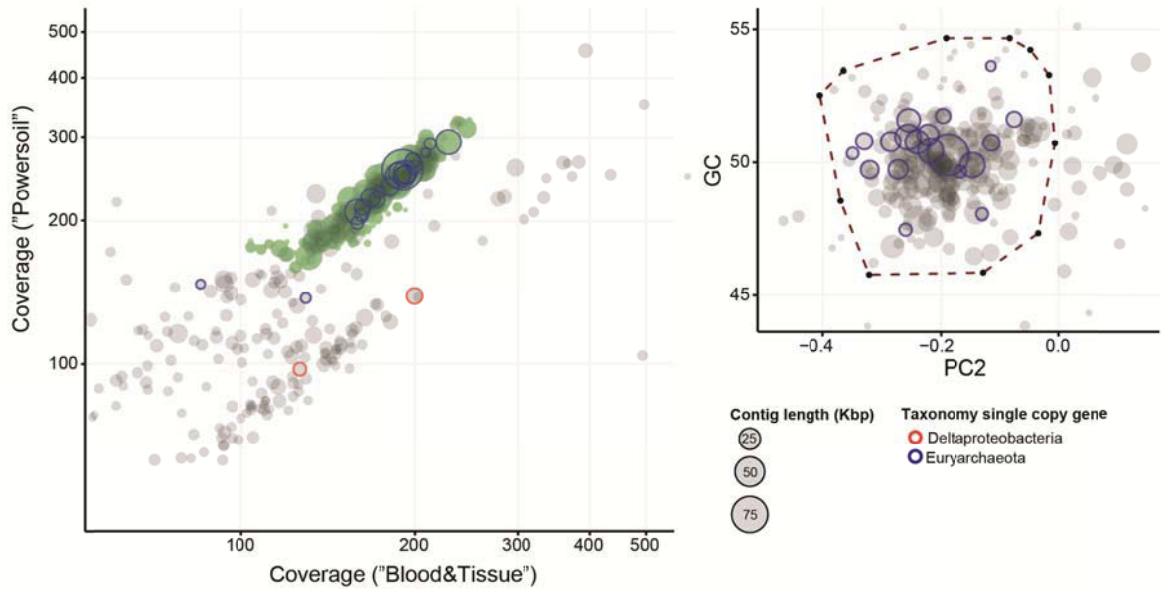 500
400
300
200
100
Coverage ("Powersoil")
100
200
300
400
500
Coverage ("Blood&Tissue")
55
50
45
GC
−0.4
−0.2
0.0
PC2
Contig length (Kbp)
25
50
75
Taxonomy single copy gene
Deltaproteobacteria
Euryarchaeota